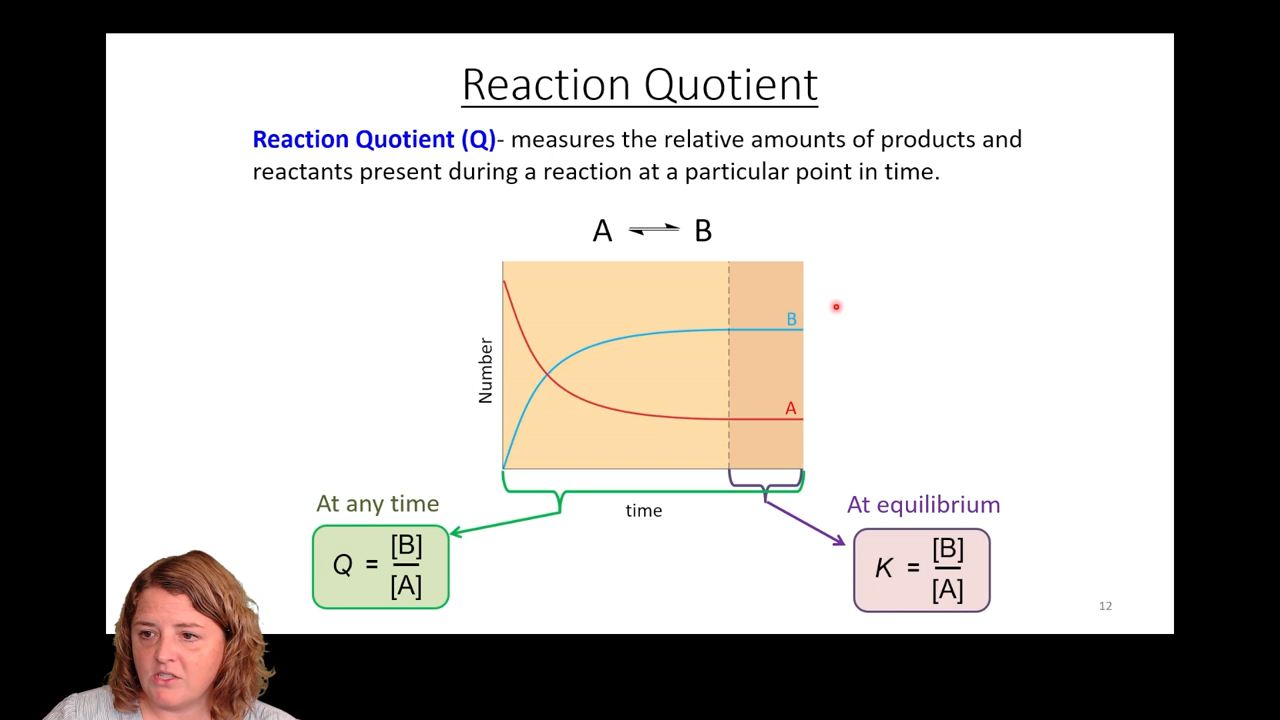 Reaction Quotient
Reaction Quotient (Q)- measures the relative amounts of products and
reactants present during a reaction at a particular point in time.
A ⇌ B
Number
B
A
time
At any time
Q = [B]/[A]
At equilibrium
K = [B]/[A]
12